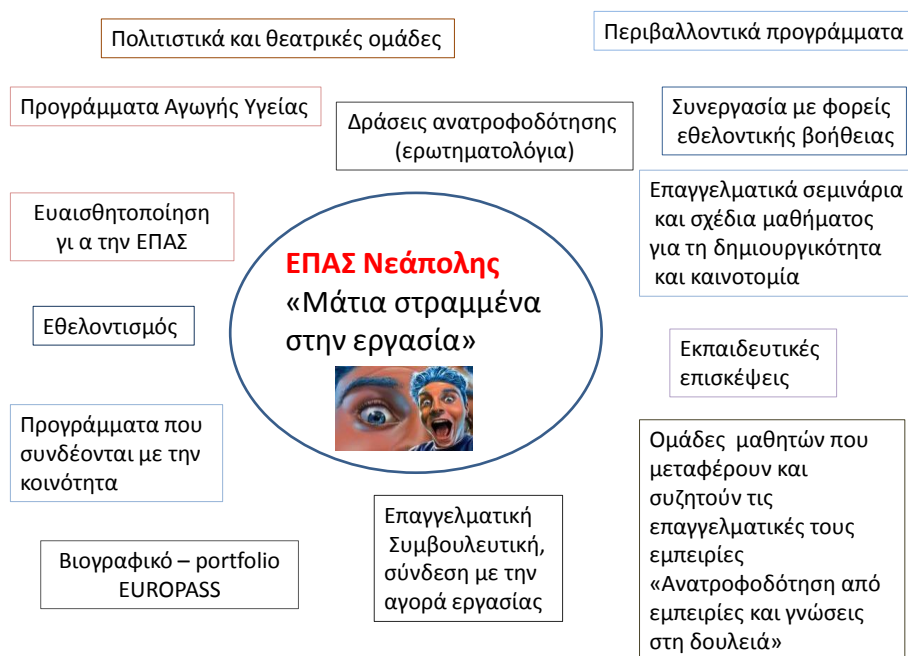 Πολιτιστικά και θεατρικές ομάδες
Περιβαλλοντικά προγράμματα
Προγράμματα Αγωγής Υγείας
Δράσεις ανατροφοδότησης
(ερωτηματολόγια)
Συνεργασία με φορείς
εθελοντικής βοήθειας
Ευαισθητοποίηση
γι α την ΕΠΑΣ
Επαγγελματικά σεμινάρια
και σχέδια μαθήματος
για τη δημιουργικότητα
και καινοτομία
ΕΠΑΣ Νεάπολης
«Μάτια στραμμένα
στην εργασία»
Εθελοντισμός
Εκπαιδευτικές
επισκέψεις
Προγράμματα που
συνδέονται με την
κοινότητα
Ομάδες μαθητών που
μεταφέρουν και
συζητούν τις
επαγγελματικές τους
εμπειρίες
«Ανατροφοδότηση από
εμπειρίες και γνώσεις
στη δουλειά»
Επαγγελματική
Συμβουλευτική,
σύνδεση με την
αγορά εργασίας
Βιογραφικό – portfolio
EUROPASS